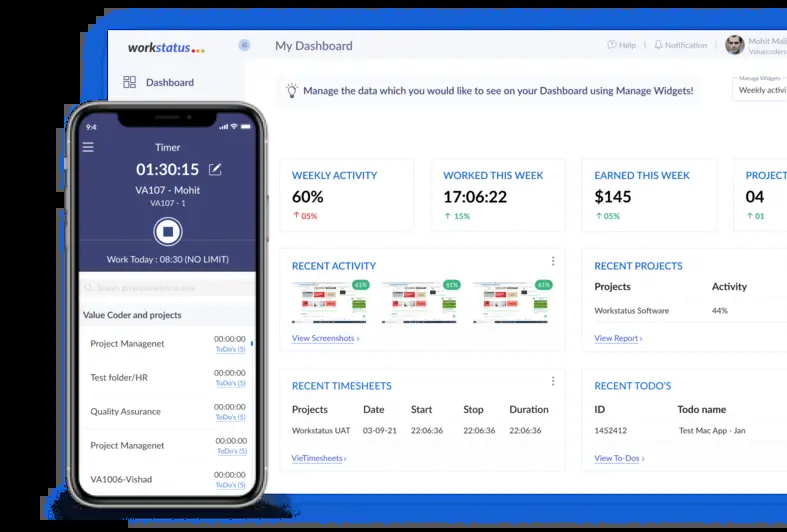 workstatus
My Dashboard
Help
Notification
Mohit Mali
Valuecoders
Dashboard
Manage the data which you would like to see on your Dashboard using Manage Widgets!
Manage Widgets
Weekly activi
WEEKLY ACTIVITY
60%
05%
WORKED THIS WEEK
17:06:22
15%
EARNED THIS WEEK
$145
05%
PROJECT
04
01
RECENT ACTIVITY
61%
61%
61%
View Screenshots
RECENT PROJECTS
Projects Activity
Workstatus Software 44%
View Report
RECENT TIMESHEETS
Projects Date Start Stop Duration
Workstatus UAT 03-09-21 22:06:36 22:06:36 22:06:36
VieTimesheets
RECENT TODO'S
ID Todo name
1452412 Test Mac App - Jan
View To-Dos
9:4
Timer
01:30:15
VA107 - Mohit
VA107 - 1
Work Today : 08:30 (NO LIMIT)
Value Coder and projects
Project Managenet 00:00:00
ToDo's (5)
Test folder/HR 00:00:00
ToDo's (5)
Quality Assurance 00:00:00
ToDo's (5)
Project Managenet 00:00:00
ToDo's (5)
VA1006-Vishad 00:00:00
ToDo's (5)